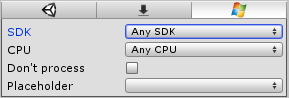 SDK Any SDK
CPU Any CPU
Don't process
Placeholder